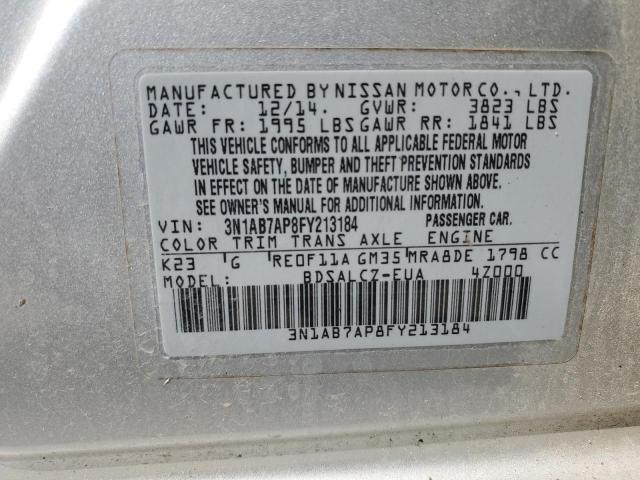 MANUFACTURED BY NISSAN MOTOR CO., LTD.
DATE: 12/14. GVWR: 3823 LBS
GAWR FR: 1995 LBS GAWR RR: 1841 LBS
THIS VEHICLE CONFORMS TO ALL APPLICABLE FEDERAL MOTOR
VEHICLE SAFETY, BUMPER AND THEFT PREVENTION STANDARDS
IN EFFECT ON THE DATE OF MANUFACTURE SHOWN ABOVE.
SEE OWNER'S MANUAL FOR ADDITIONAL INFORMATION.
VIN: 3N1AB7AP8FY213184 PASSENGER CAR.
COLOR TRIM TRANS AXLE ENGINE
K23 G RE0F11A GM35 MRA8DE 1798 CC
MODEL: BDSALCZ-EUA 4Z000
3N1AB7AP8FY213184